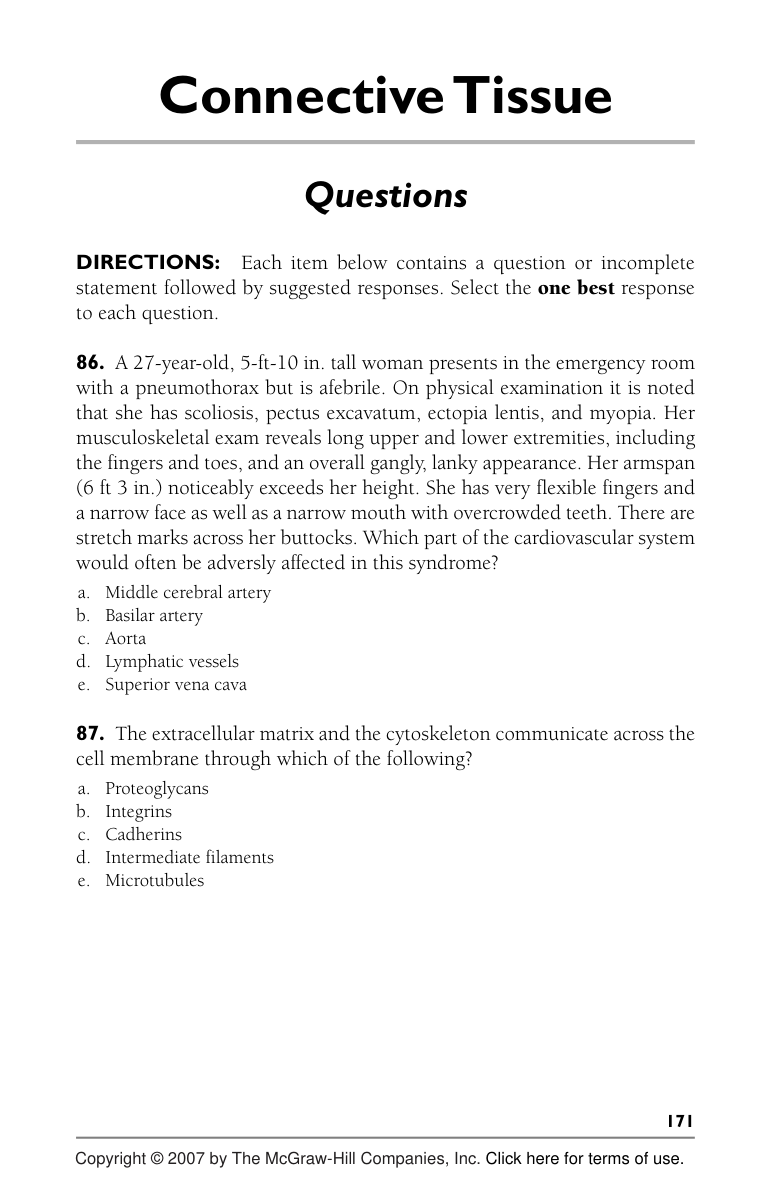 Connective Tissue
Questions
DIRECTIONS: Each item below contains a question or incomplete
statement followed by suggested responses. Select the one best response
to each question.
86. A 27-year-old, 5-ft-10 in. tall woman presents in the emergency room
with a pneumothorax but is afebrile. On physical examination it is noted
that she has scoliosis, pectus excavatum, ectopia lentis, and myopia. Her
musculoskeletal exam reveals long upper and lower extremities, including
the fingers and toes, and an overall gangly, lanky appearance. Her armspan
(6 ft 3 in.) noticeably exceeds her height. She has very flexible fingers and
a narrow face as well as a narrow mouth with overcrowded teeth. There are
stretch marks across her buttocks. Which part of the cardiovascular system
would often be adversly affected in this syndrome?
a. Middle cerebral artery
b. Basilar artery
c. Aorta
d. Lymphatic vessels
e. Superior vena cava
87. The extracellular matrix and the cytoskeleton communicate across the
cell membrane through which of the following?
a. Proteoglycans
b. Integrins
c. Cadherins
d. Intermediate filaments
e. Microtubules
171
Copyright © 2007 by The McGraw-Hill Companies, Inc. Click here for terms of use.